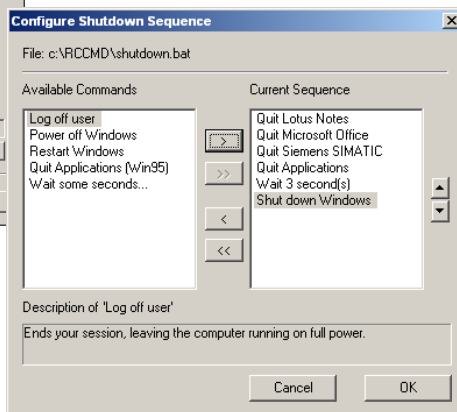 Configure Shutdown Sequence
File: c:\RCCMD\shutdown.bat
Available Commands
Log off user
Power off Windows
Restart Windows
Quit Applications (Win95)
Wait some seconds...
>
>>
<
<<
Current Sequence
Quit Lotus Notes
Quit Microsoft Office
Quit Siemens SIMATIC
Quit Applications
Wait 3 second(s)
Shut down Windows
Description of 'Log off user'
Ends your session, leaving the computer running on full power.
Cancel
OK